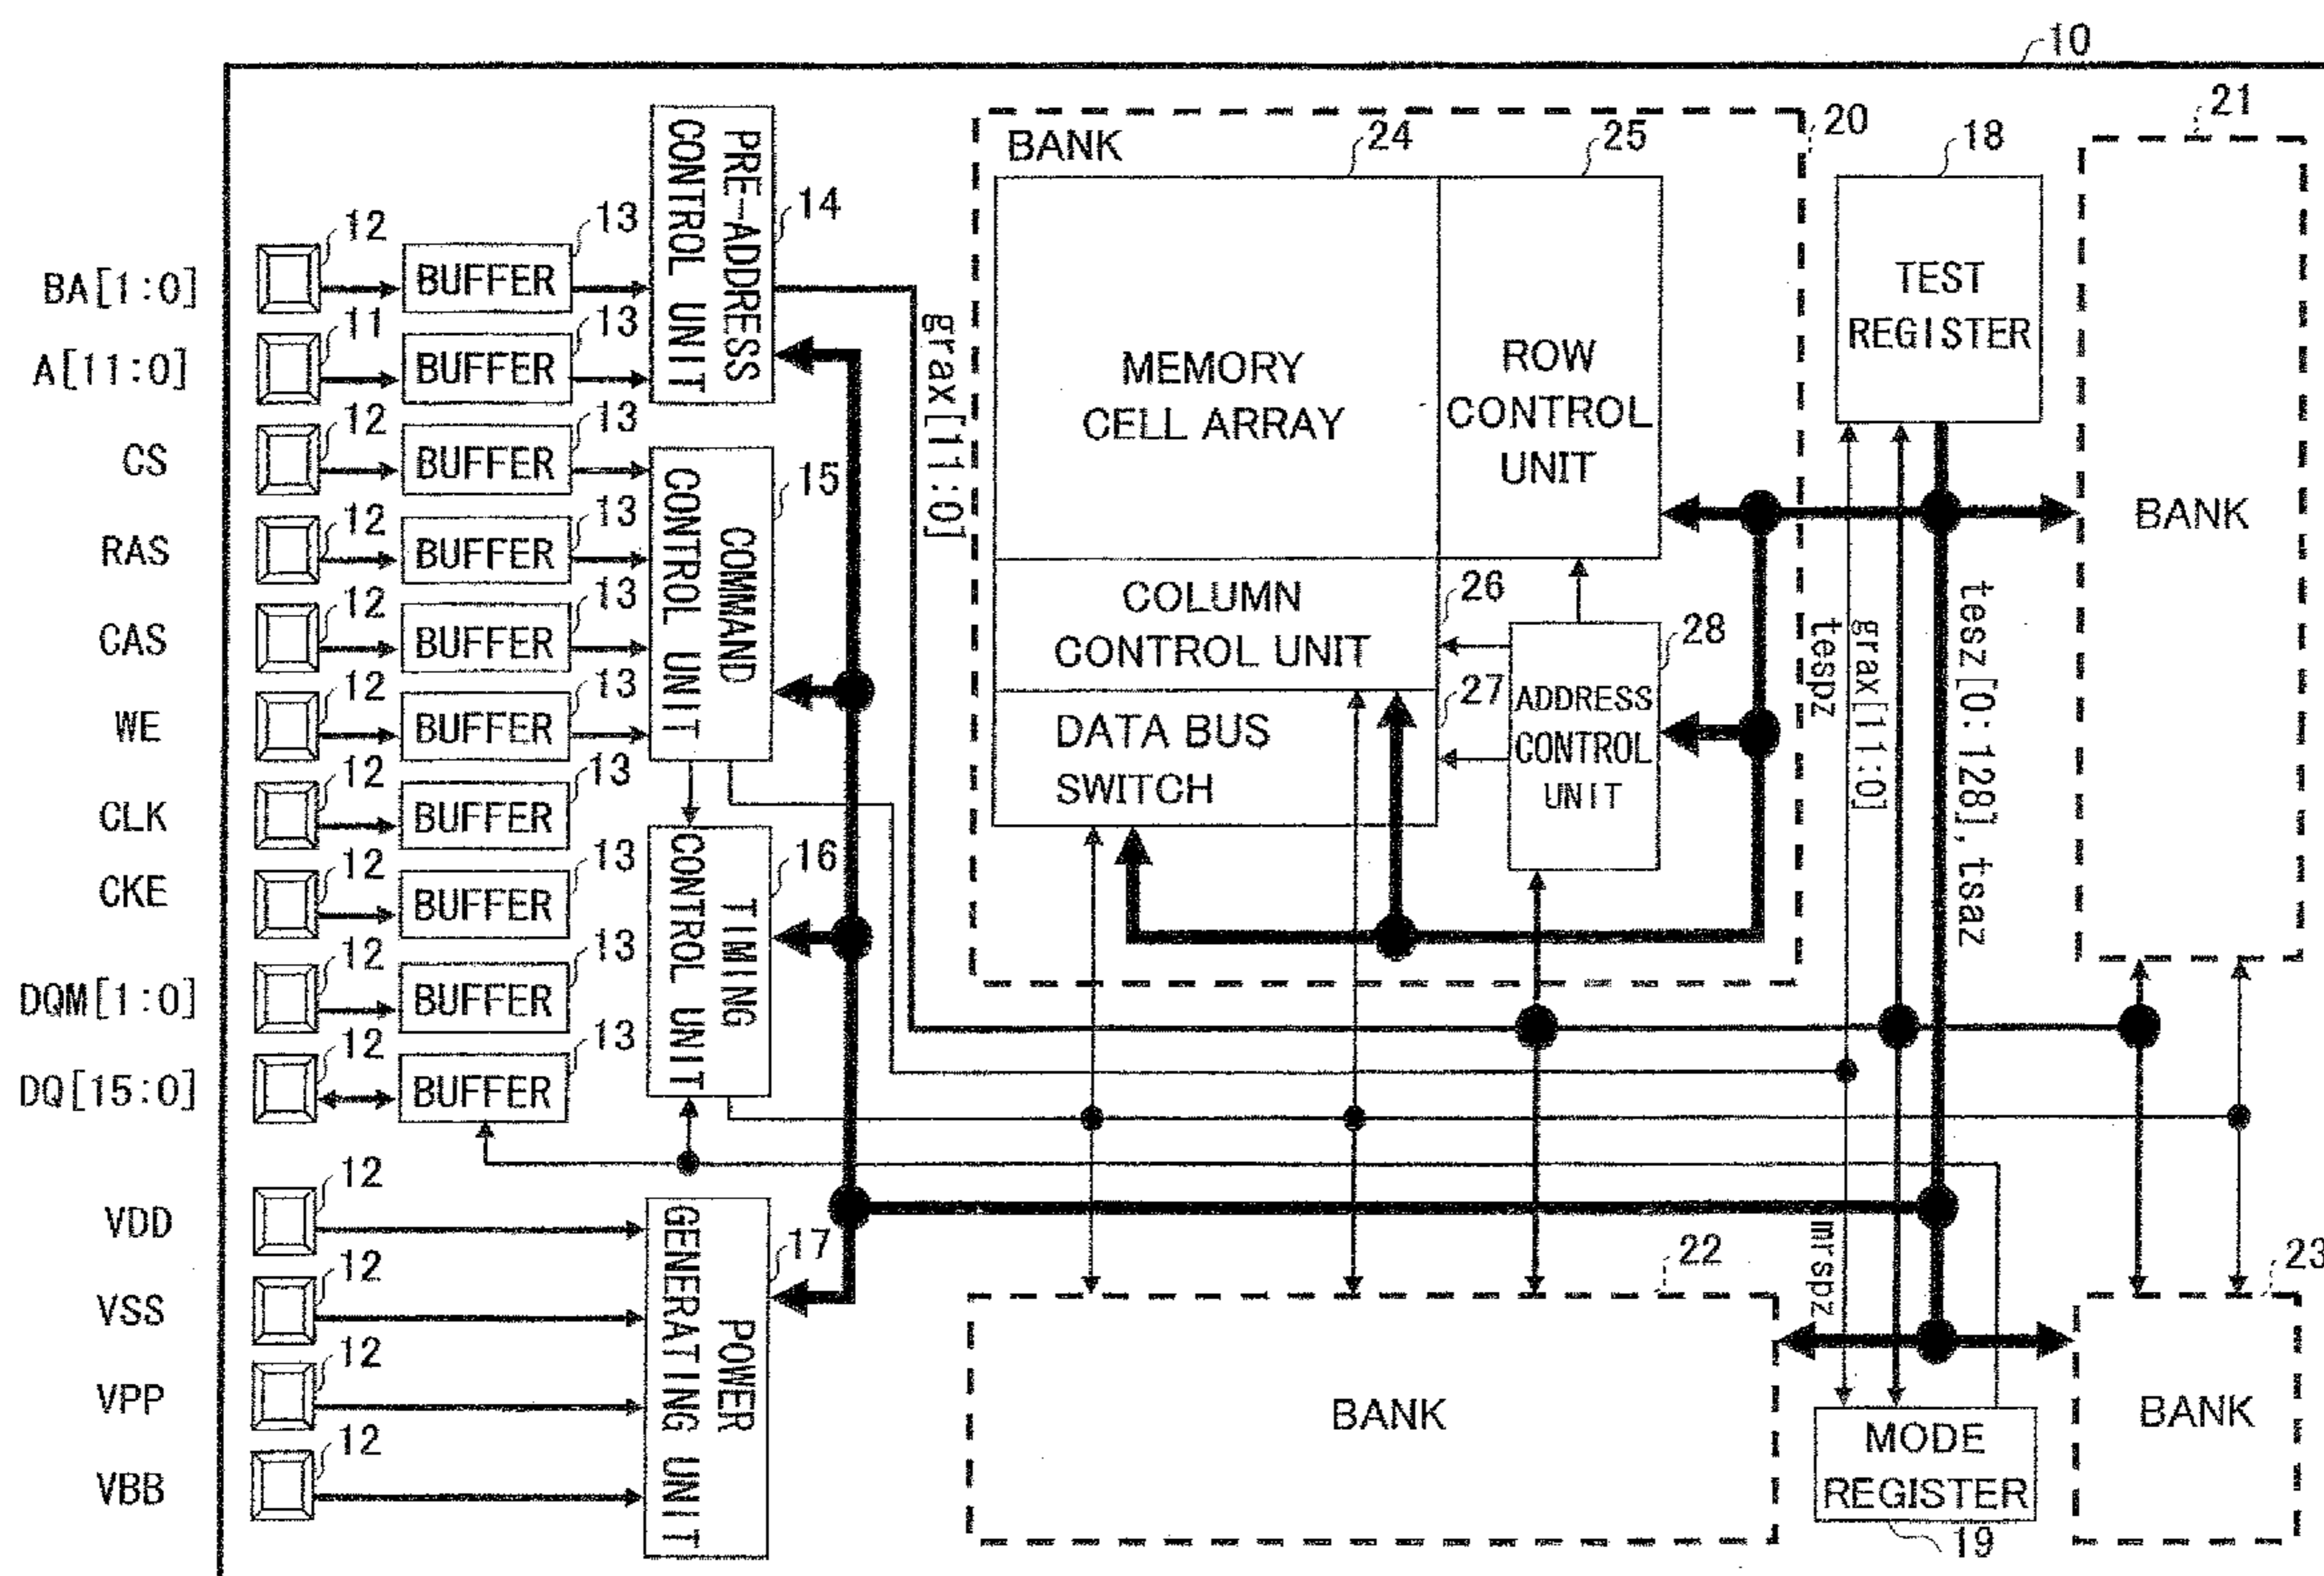 10
BA[1:0]
12
BUFFER
13
A[11:0]
11
BUFFER
13
CS
12
BUFFER
13
RAS
12
BUFFER
13
CAS
12
BUFFER
13
WE
12
BUFFER
13
CLK
12
BUFFER
13
CKE
12
BUFFER
13
DQM[1:0]
12
BUFFER
13
DQ[15:0]
12
BUFFER
13
VDD
12
VSS
12
VPP
12
VBB
12
PRE-ADDRESS
CONTROL UNIT
14
COMMAND
CONTROL UNIT
15
TIMING
CONTROL UNIT
16
POWER
GENERATING UNIT
17
grax[11:0]
BANK
20
24
MEMORY
CELL ARRAY
25
ROW
CONTROL
UNIT
COLUMN
CONTROL UNIT
26
DATA BUS
SWITCH
27
ADDRESS
CONTROL
UNIT
28
18
TEST
REGISTER
21
BANK
tespz
grax[11:0]
tesz[0:128],tsaz
mrspz
22
BANK
MODE
REGISTER
19
23
BANK